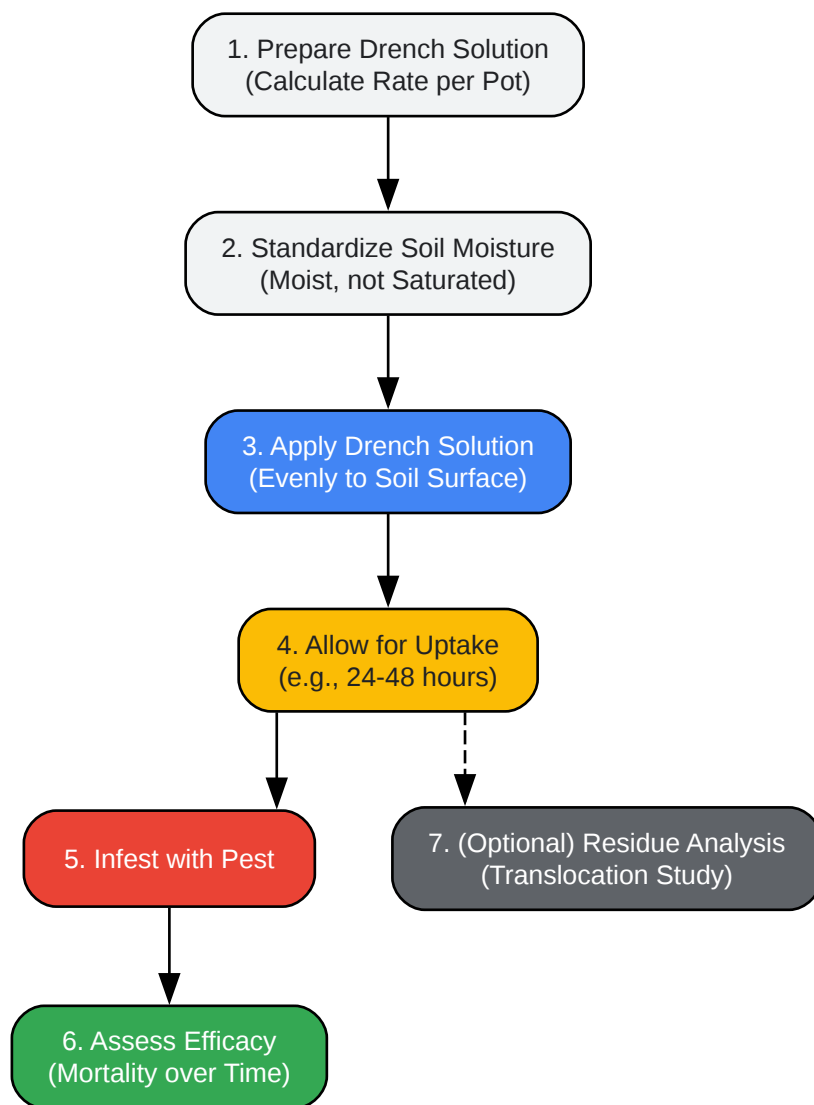 1. Prepare Drench Solution
(Calculate Rate per Pot)
2. Standardize Soil Moisture
(Moist, not Saturated)
3. Apply Drench Solution
(Evenly to Soil Surface)
4. Allow for Uptake
(e.g., 24-48 hours)
5. Infest with Pest
7. (Optional) Residue Analysis
(Translocation Study)
6. Assess Efficacy
(Mortality over Time)